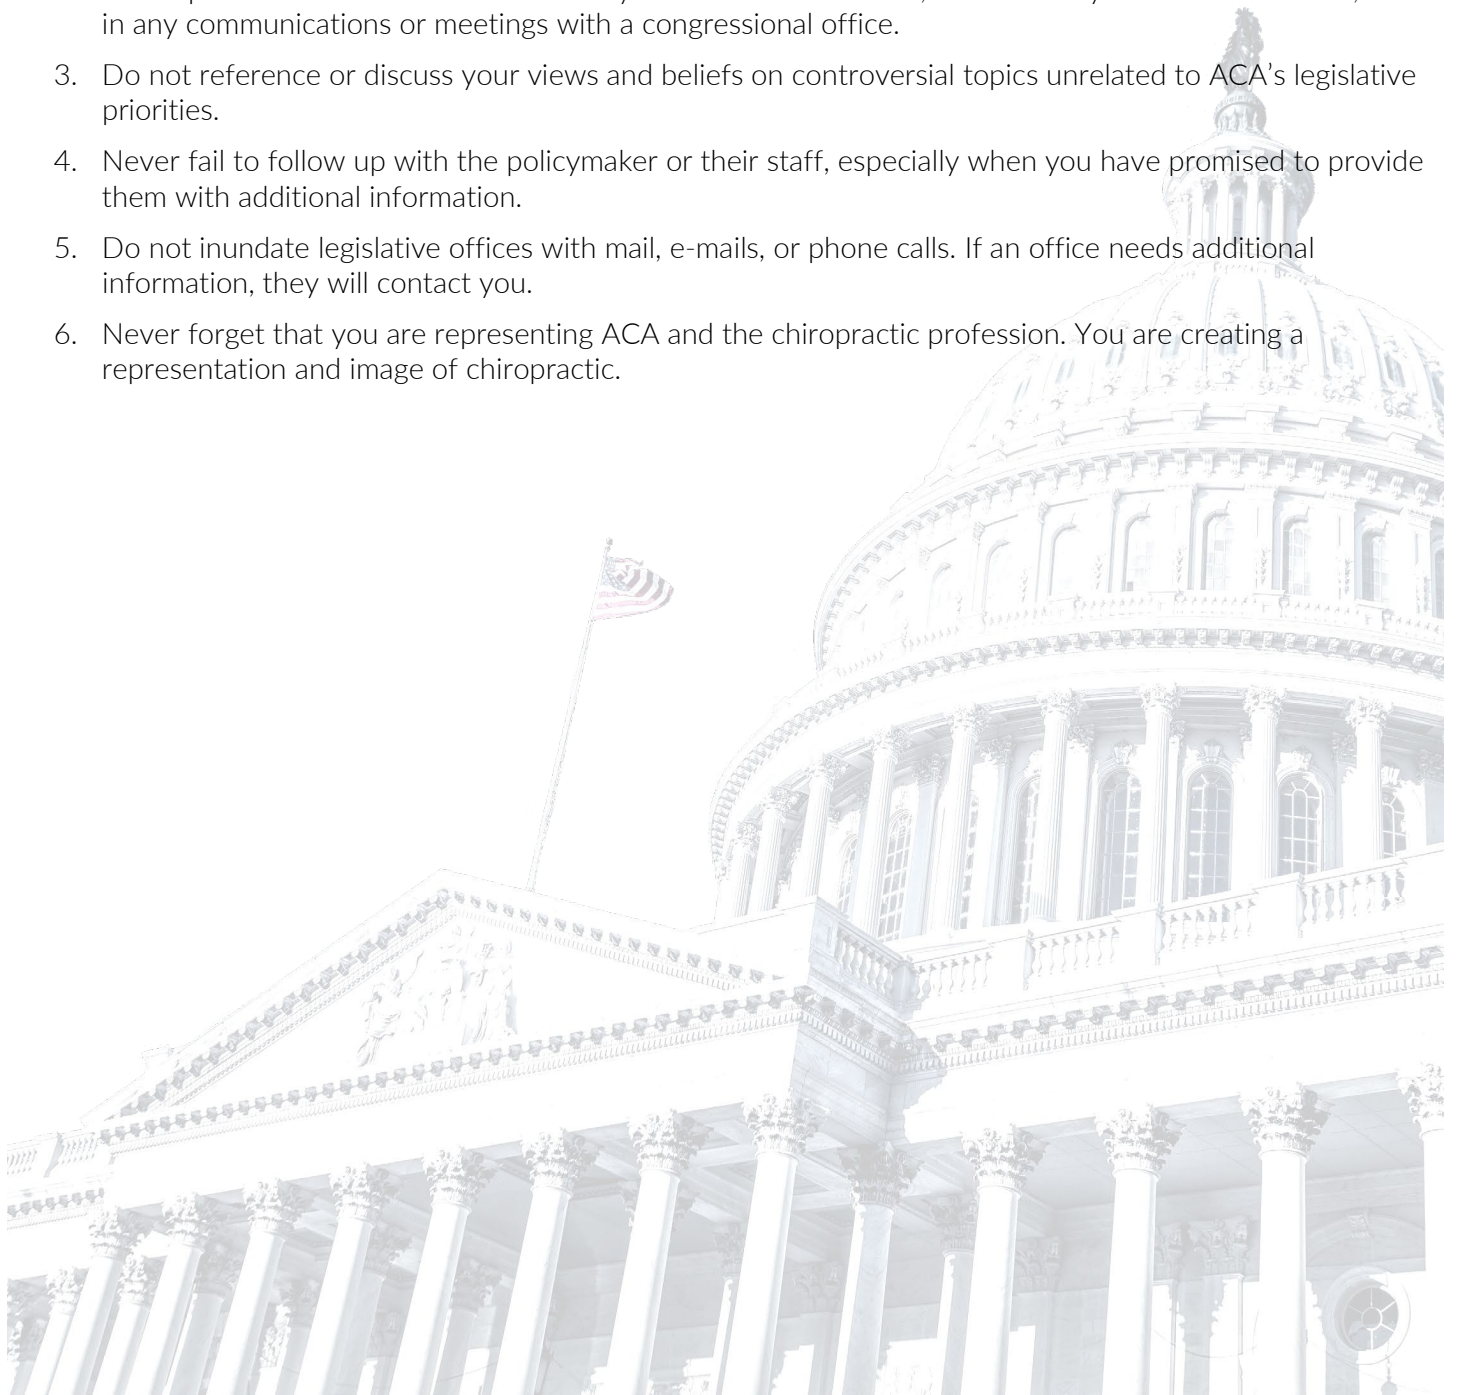 in any communications or meetings with a congressional office.
3. Do not reference or discuss your views and beliefs on controversial topics unrelated to ACA’s legislative
priorities.
4. Never fail to follow up with the policymaker or their staff, especially when you have promised to provide
them with additional information.
5. Do not inundate legislative offices with mail, e-mails, or phone calls. If an office needs additional
information, they will contact you.
6. Never forget that you are representing ACA and the chiropractic profession. You are creating a
representation and image of chiropractic.